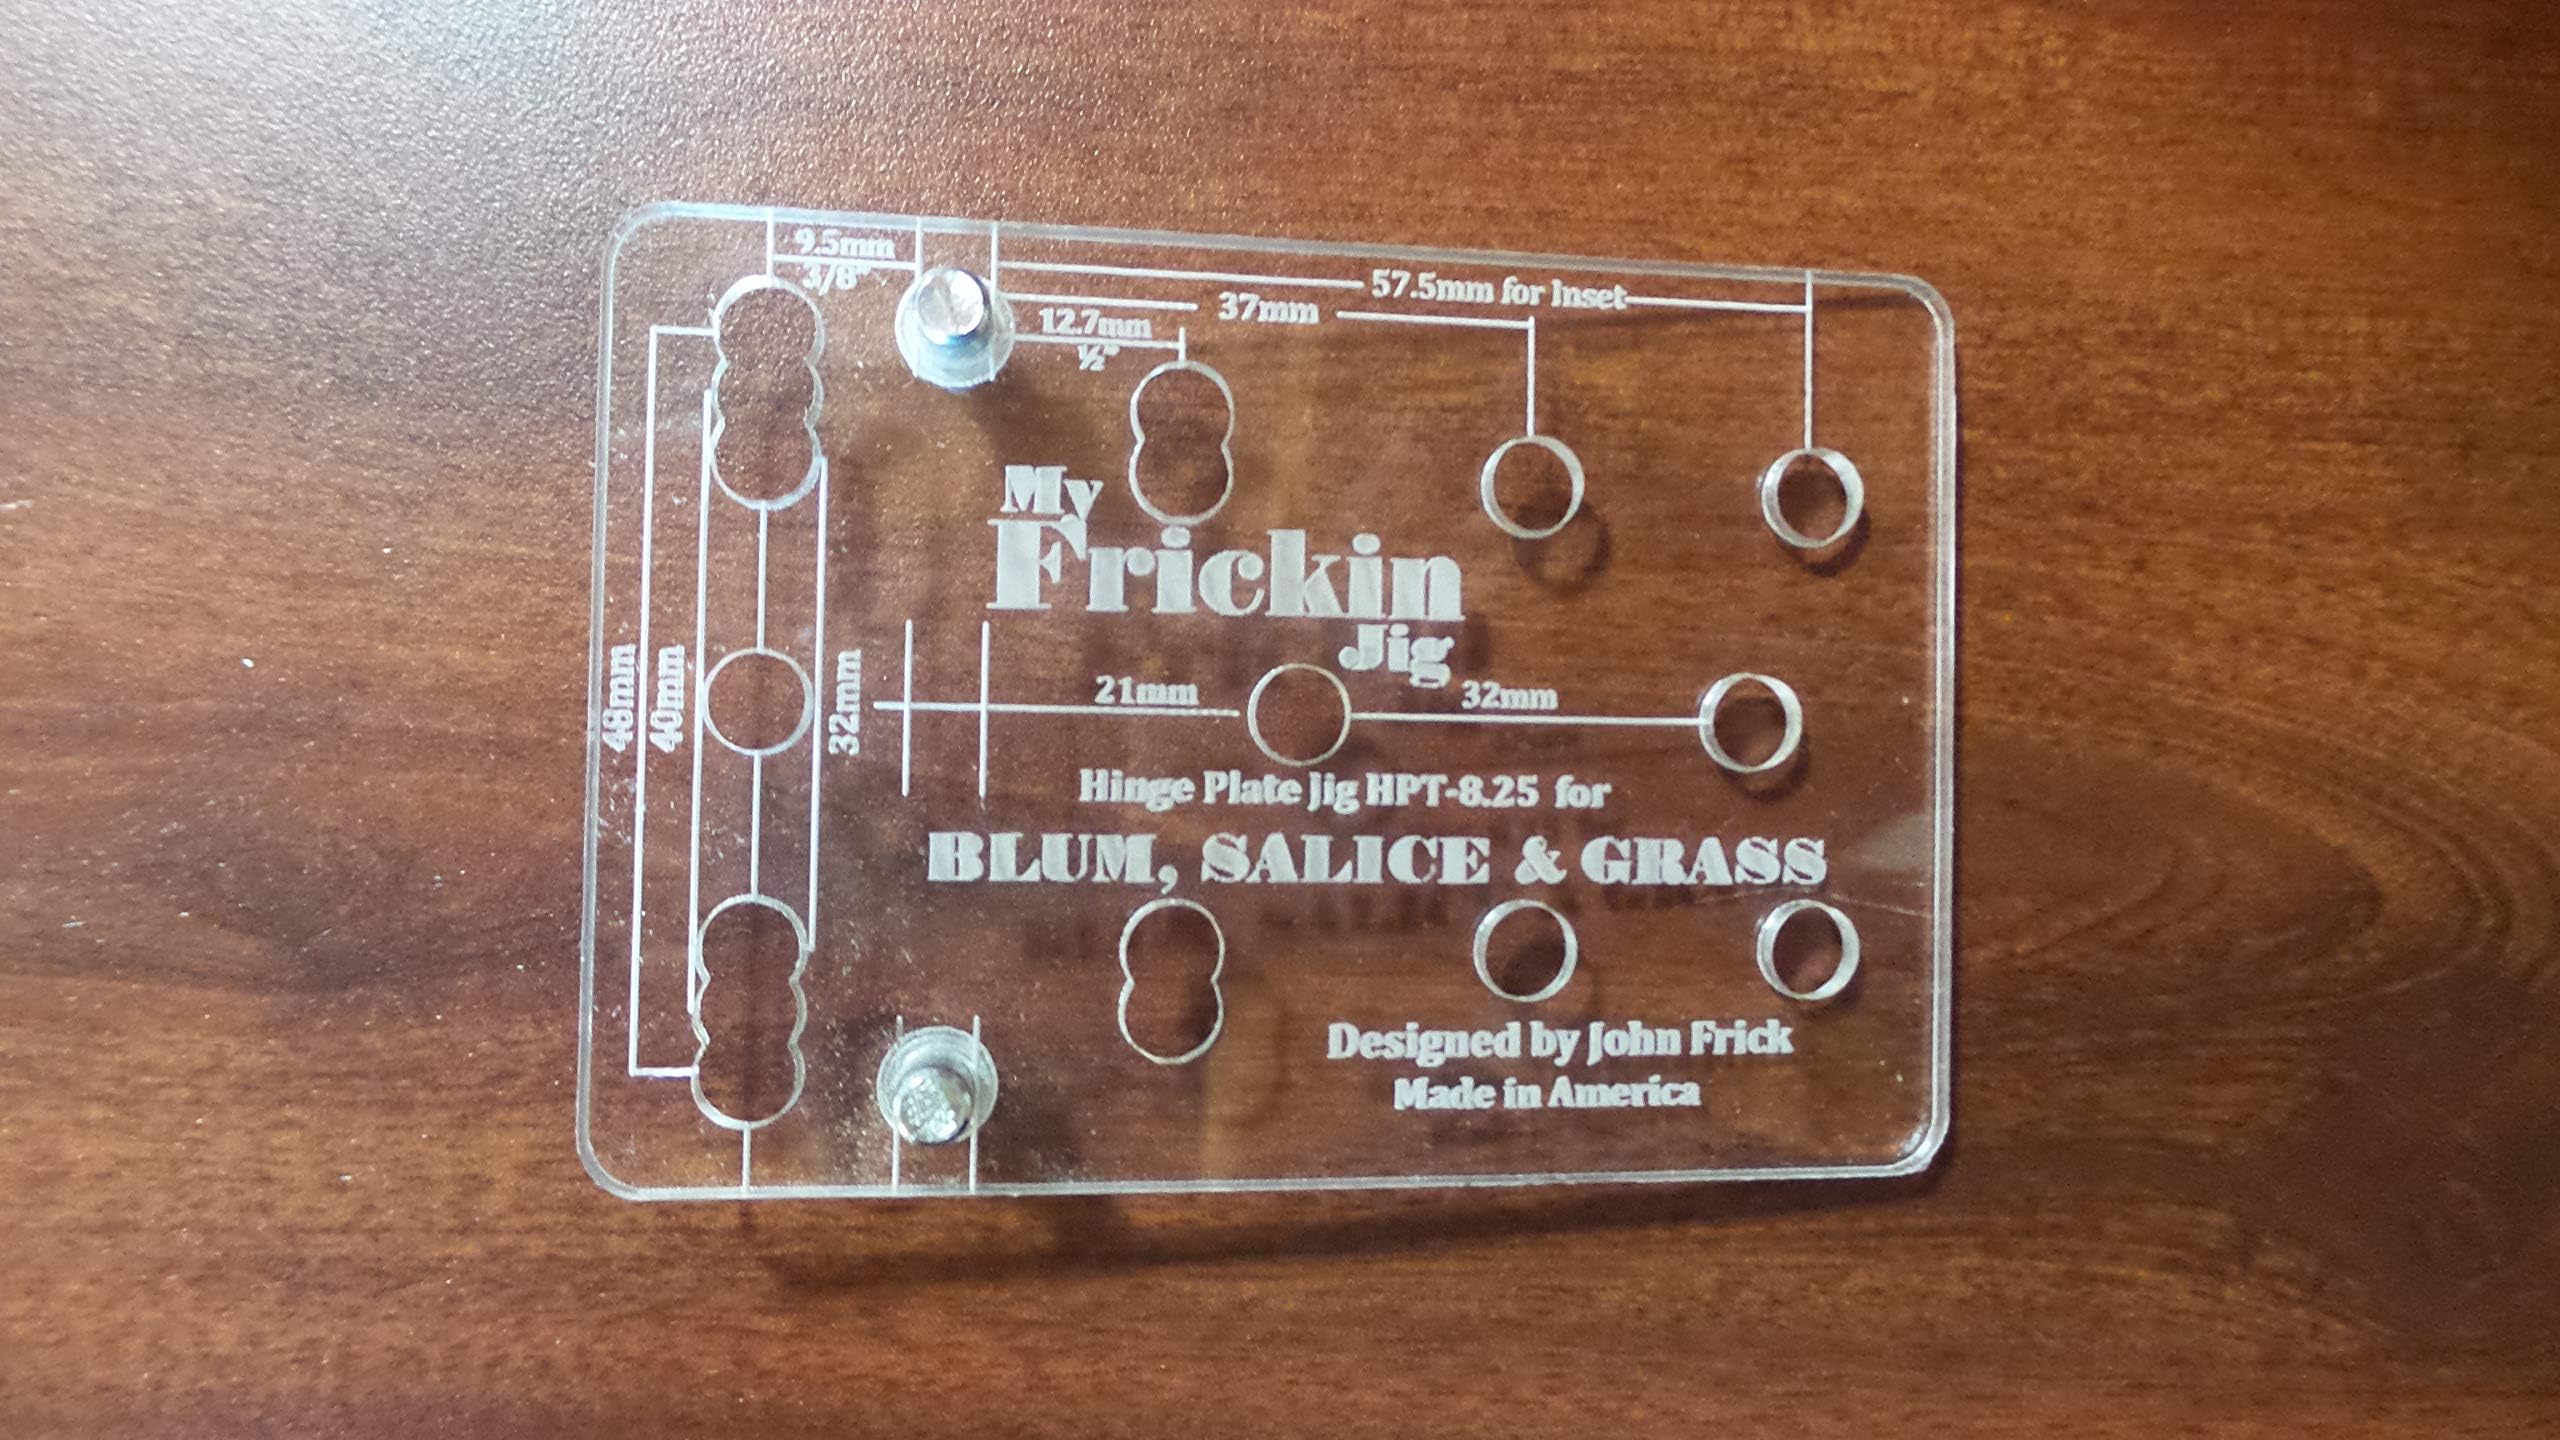 9.5mm
3/8"
57.5mm for Inset
37mm
12.7mm
½"
My
Frickin
Jig
48mm
40mm
32mm
21mm
32mm
Hinge Plate Jig HPT-8.25 for
BLUM, SALICE & GRASS
Designed by John Frick
Made in America